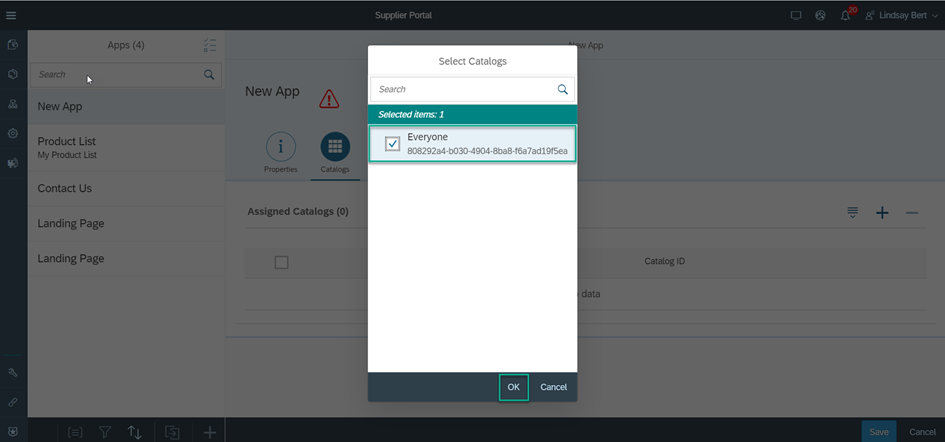 Supplier Portal
20
Lindsay Bert
Apps (4)
Search
New App
Product List
My Product List
Contact Us
Landing Page
Landing Page
New App
New App
Properties
Catalogs
Assigned Catalogs (0)
Catalog ID
data
Select Catalogs
Search
Selected items: 1
Everyone
808292a4-b030-4904-8ba8-f6a7ad19f5ea
OK
Cancel
Save
Cancel